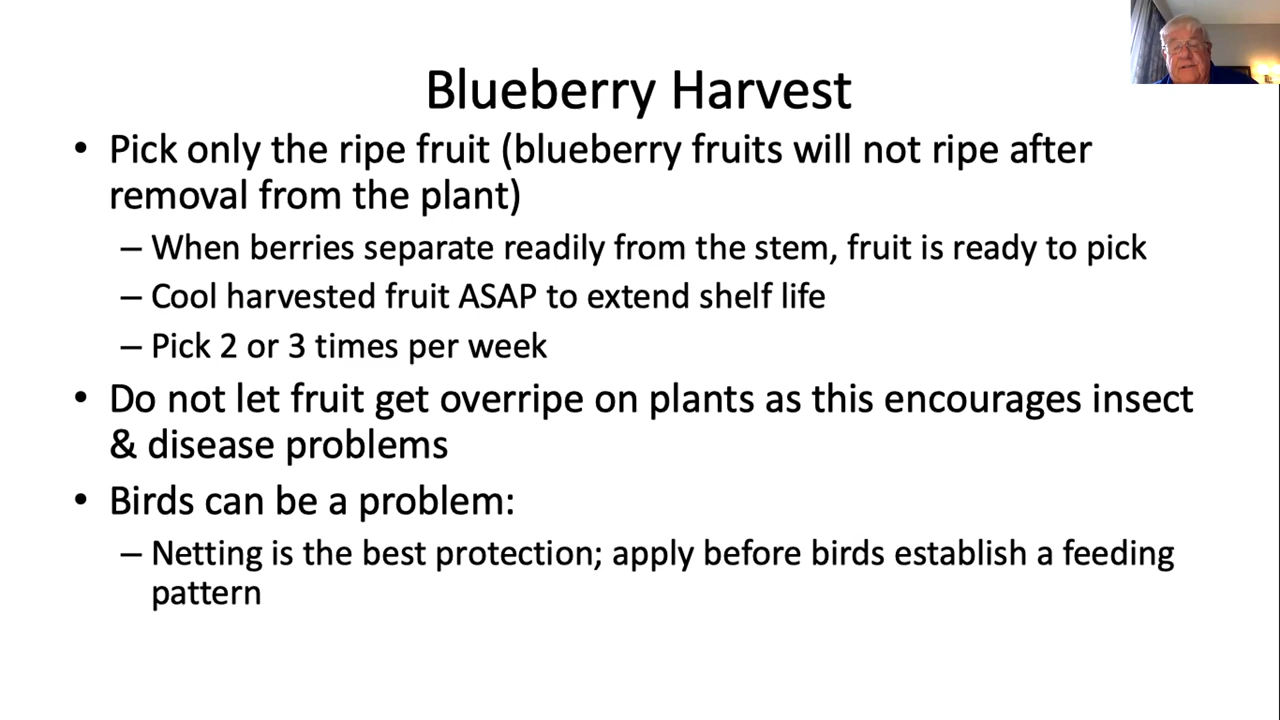 Blueberry Harvest
• Pick only the ripe fruit (blueberry fruits will not ripe after
removal from the plant)
– When berries separate readily from the stem, fruit is ready to pick
– Cool harvested fruit ASAP to extend shelf life
– Pick 2 or 3 times per week
• Do not let fruit get overripe on plants as this encourages insect
& disease problems
• Birds can be a problem:
– Netting is the best protection; apply before birds establish a feeding
pattern